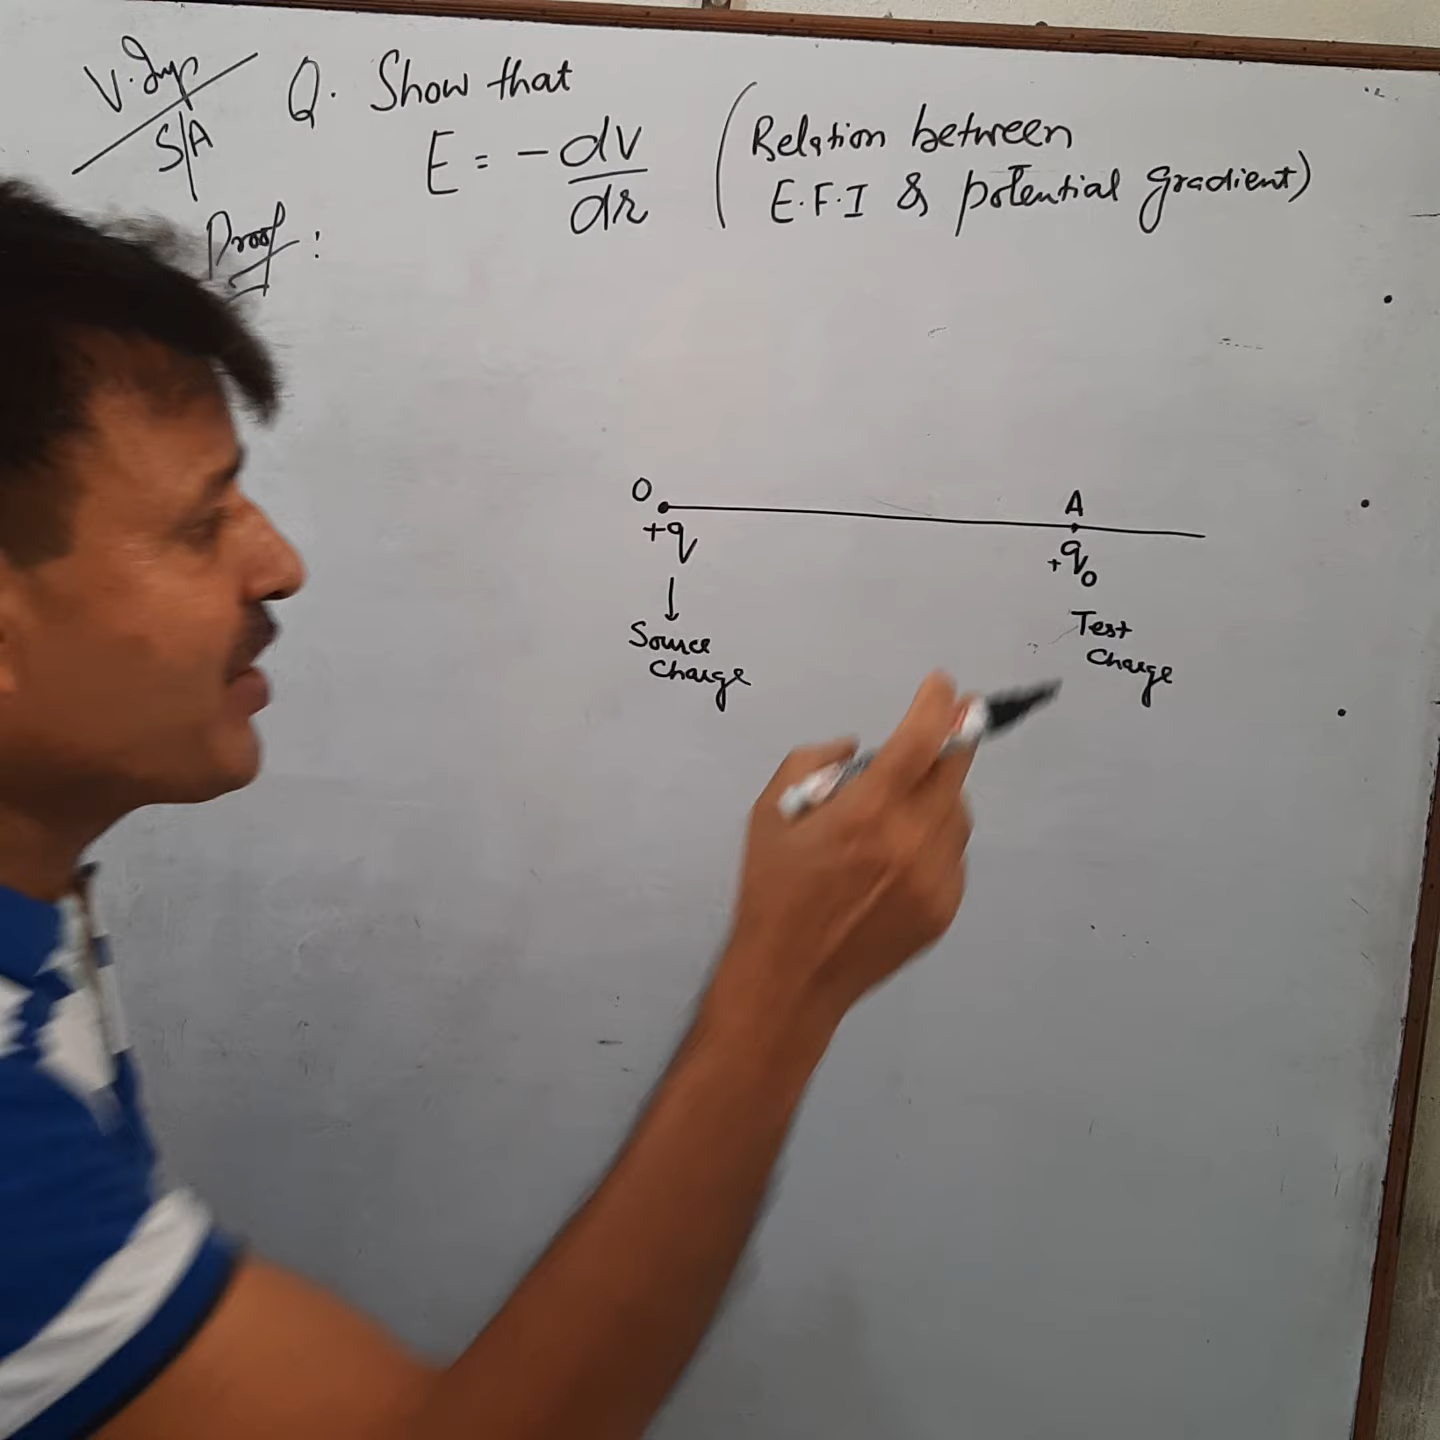 V. Imp
S/A
Q. Show that
E = - dV/dr
(Relation between
E.F.I & potential gradient)
Proof :
O
A
+q
+q₀
↓
Source
Charge
Test
Charge